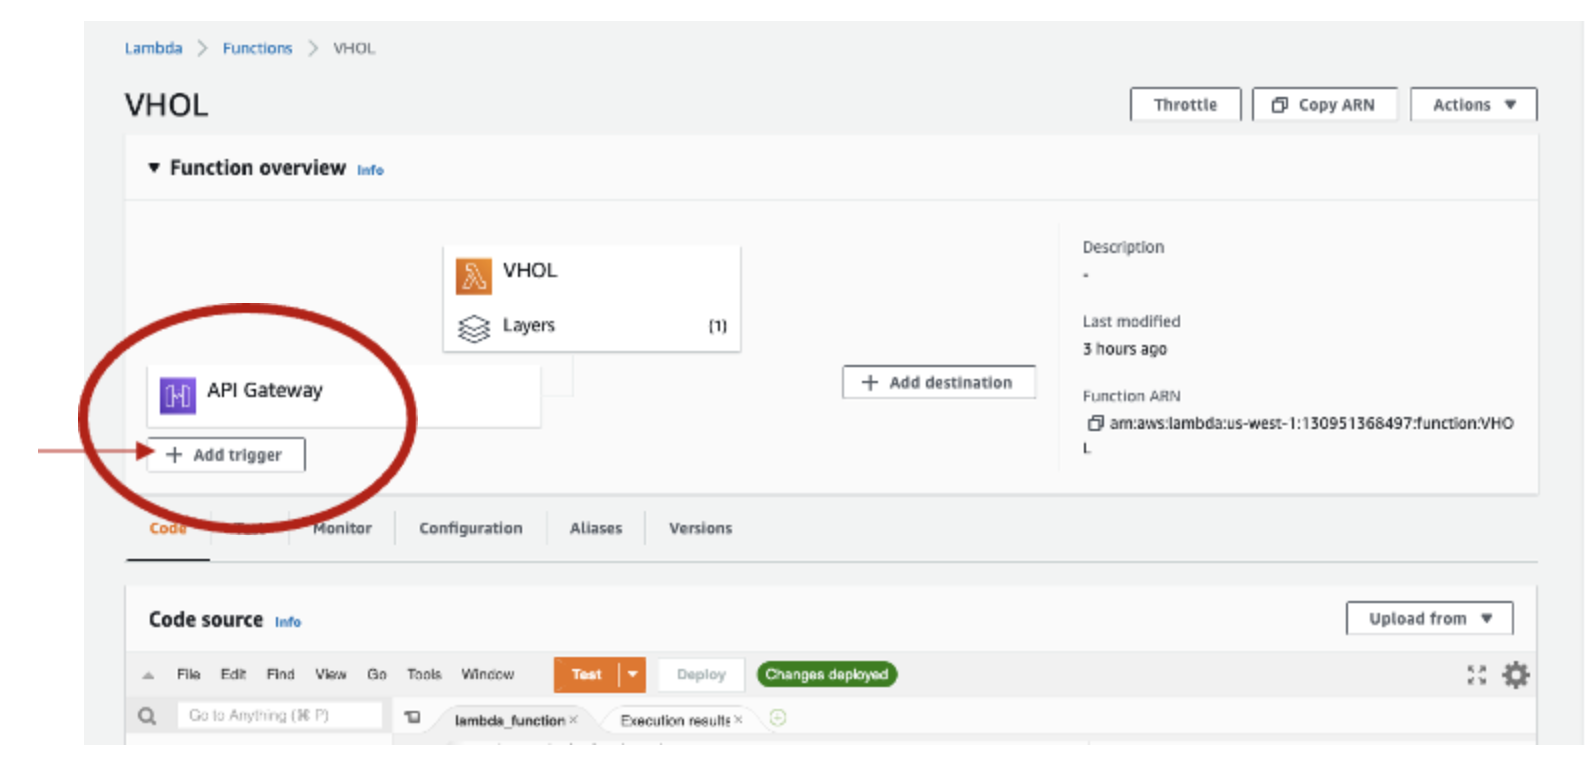 Lambda > Functions > VHOL
VHOL
Throttle
Copy ARN
Actions
Function overview Info
VHOL
Layers (1)
API Gateway
+ Add trigger
+ Add destination
Description
-
Last modified
3 hours ago
Function ARN
arn:aws:lambda:us-west-1:130951368497:function:VHO
L
Code
Monitor
Configuration
Aliases
Versions
Code source Info
Upload from
File Edit Find View Go Tools Window
Test
Deploy
Changes deployed
Go to Anything (⌘ P)
lambda_function ×
Execution results ×